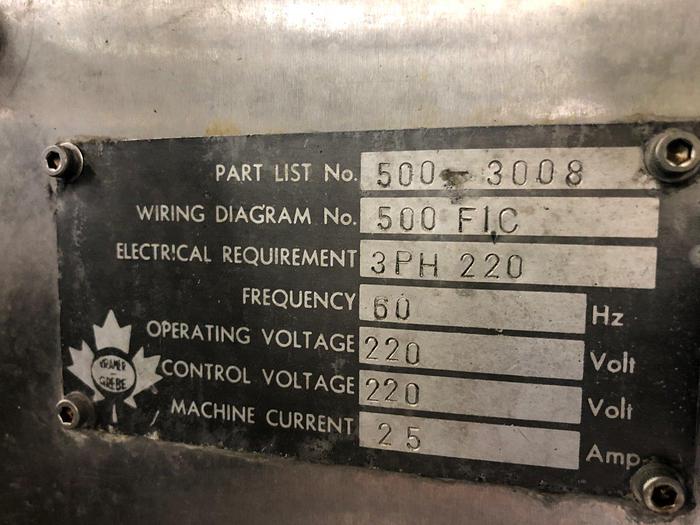 PART LIST No. 500-3008
WIRING DIAGRAM No. 500 F1C
ELECTRICAL REQUIREMENT 3PH 220
FREQUENCY 60 Hz
OPERATING VOLTAGE 220 Volt
CONTROL VOLTAGE 220 Volt
MACHINE CURRENT 25 Amp
KRAMER
GREBE